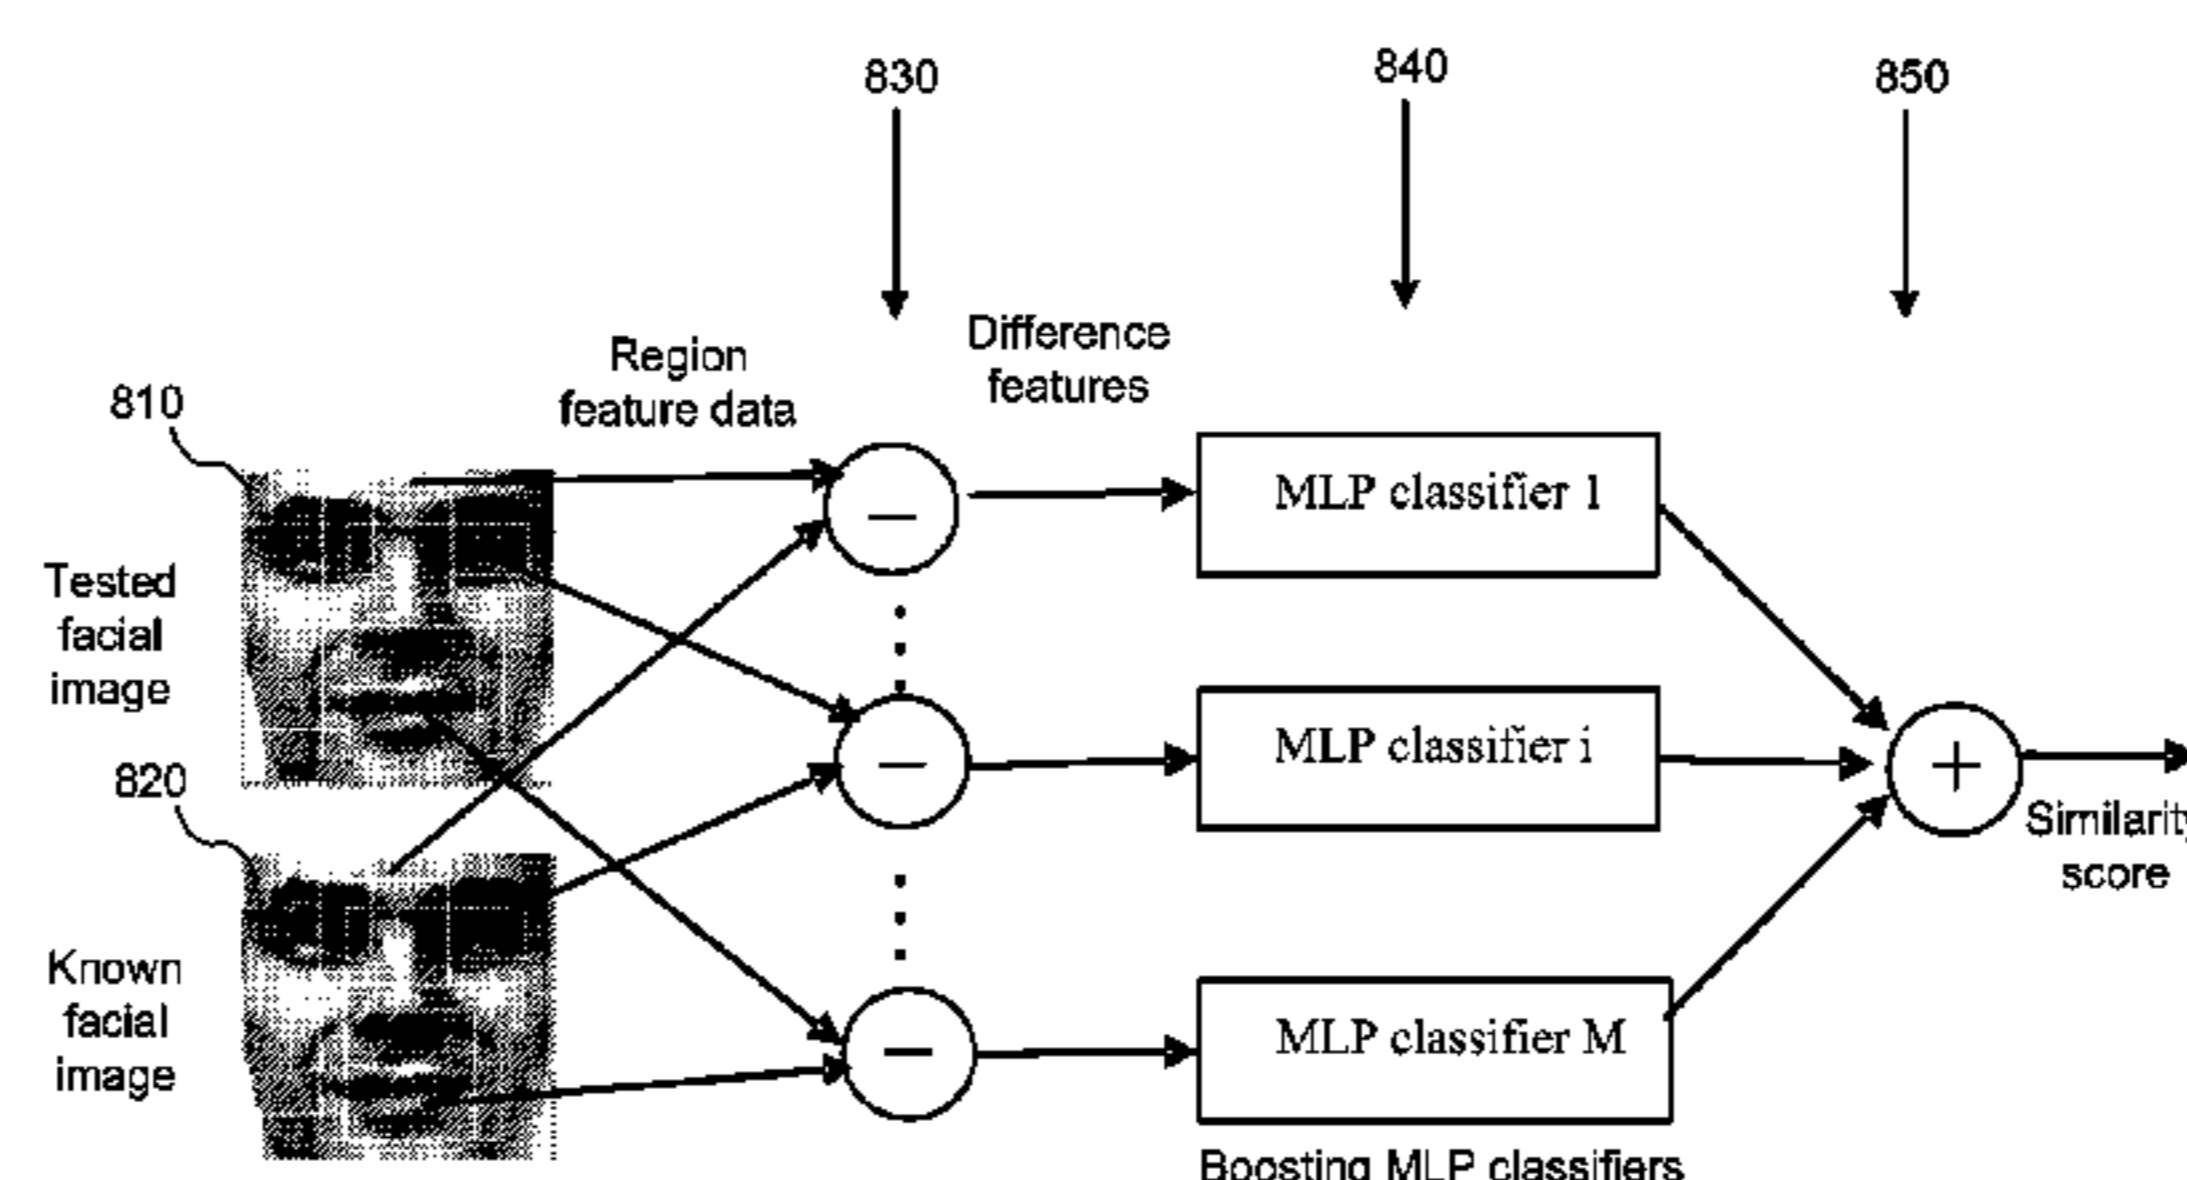 830
840
850
Region
feature data
Difference
features
810
MLP classifier 1
Tested
facial
image
MLP classifier i
820
Similarity
score
Known
facial
image
MLP classifier M
Boosting MLP classifiers